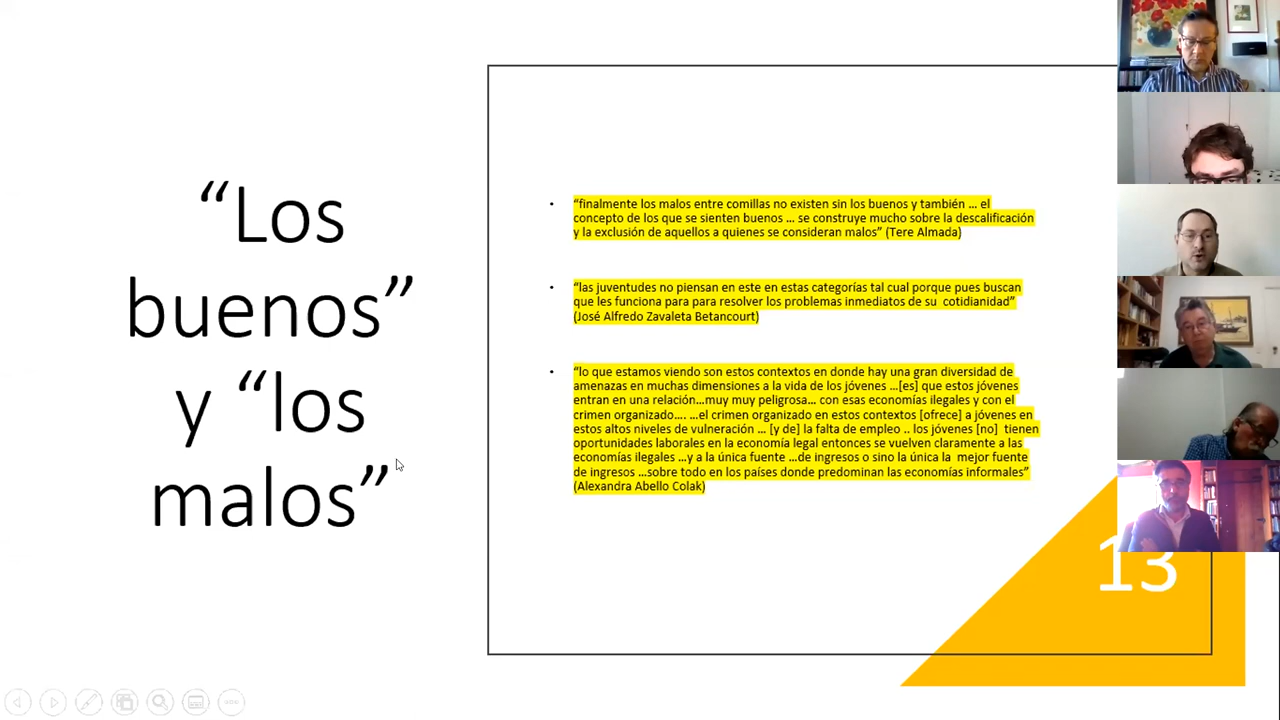 “Los
buenos”
y “los
malos”
• “finalmente los malos entre comillas no existen sin los buenos y también … el
concepto de los que se sienten buenos … se construye mucho sobre la descalificación
y la exclusión de aquellos a quienes se consideran malos” (Tere Almada)
• “las juventudes no piensan en este en estas categorías tal cual porque pues buscan
que les funciona para para resolver los problemas inmediatos de su cotidianidad”
(José Alfredo Zavaleta Betancourt)
• “lo que estamos viendo son estos contextos en donde hay una gran diversidad de
amenazas en muchas dimensiones a la vida de los jóvenes …[es] que estos jóvenes
entran en una relación…muy muy peligrosa… con esas economías ilegales y con el
crimen organizado…. …el crimen organizado en estos contextos [ofrece] a jóvenes en
estos altos niveles de vulneración … [y de] la falta de empleo .. los jóvenes [no] tienen
oportunidades laborales en la economía legal entonces se vuelven claramente a las
economías ilegales …y a la única fuente …de ingresos o sino la única la mejor fuente
de ingresos …sobre todo en los países donde predominan las economías informales”
(Alexandra Abello Colak)
13